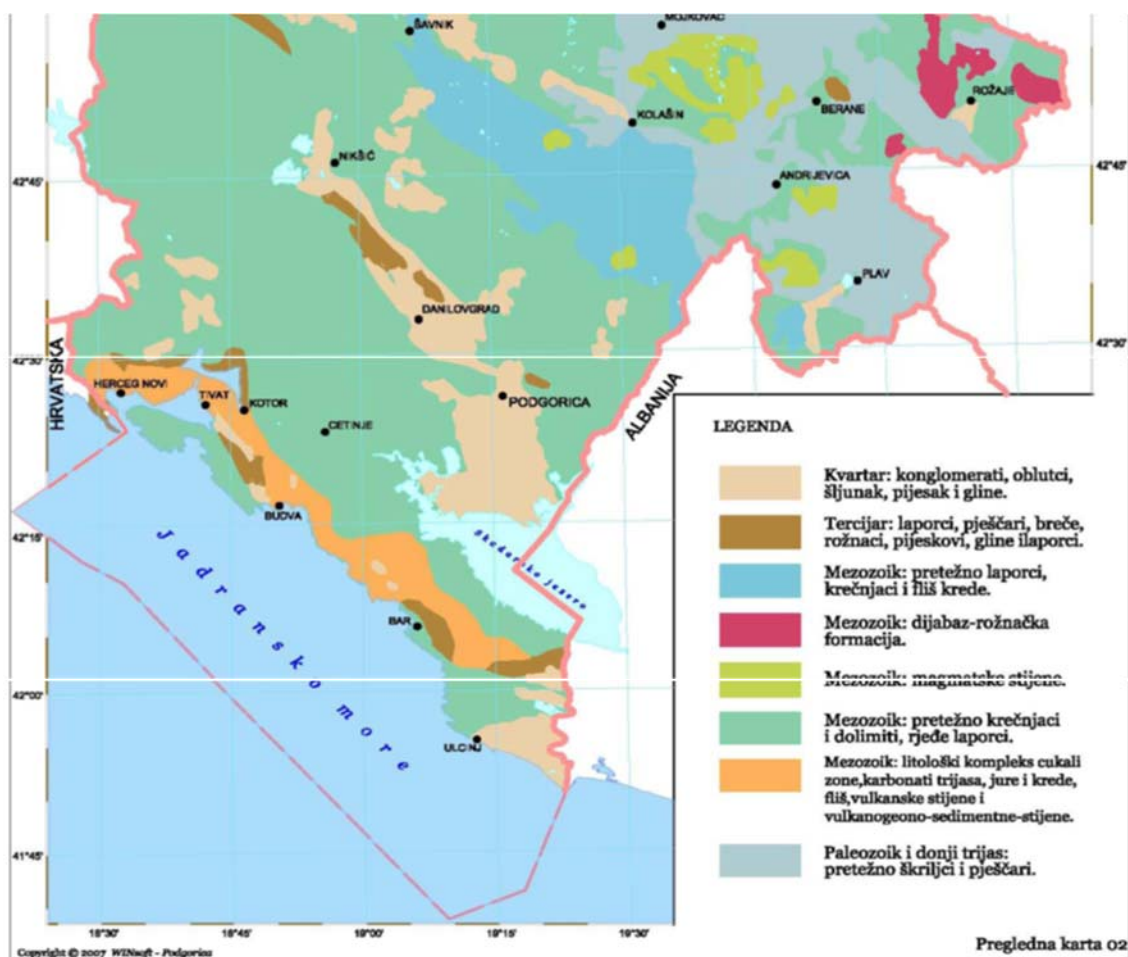 ŠAVNIK
MOJKOVAC
ROŽAJE
BERANE
KOLAŠIN
NIKŠIĆ
42°45'
42°45'
ANDRIJEVICA
PLAV
DANILOVGRAD
42°30'
42°30'
HRVATSKA
ALBANIJA
HERCEG NOVI
TIVAT
KOTOR
PODGORICA
CETINJE
BUDVA
42°15'
Skadarsko jezero
Jadransko more
BAR
42°00'
ULCINJ
41°45'
18°30'
18°45'
19°00'
19°15'
19°30'
LEGENDA
Kvartar: konglomerati, oblutci,
šljunak, pijesak i gline.
Tercijar: laporci, pješčari, breče,
rožnaci, pijeskovi, gline ilaporci.
Mezozoik: pretežno laporci,
krečnjaci i fliš krede.
Mezozoik: dijabaz-rožnačka
formacija.
Mezozoik: magmatske stijene.
Mezozoik: pretežno krečnjaci
i dolimiti, rjeđe laporci.
Mezozoik: litološki kompleks cukali
zone,karbonati trijasa, jure i krede,
fliš,vulkanske stijene i
vulkanogeono-sedimentne-stijene.
Paleozoik i donji trijas:
pretežno škriljci i pješčari.
Copyright © 2007 WINsoft - Podgorica
Pregledna karta 02